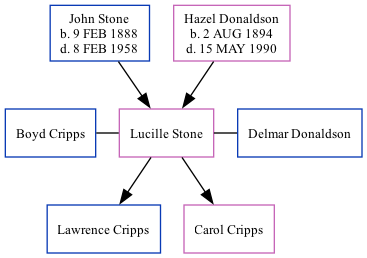 John Stone
b. 9 FEB 1888
d. 8 FEB 1958
Hazel Donaldson
b. 2 AUG 1894
d. 15 MAY 1990
Boyd Cripps
Lucille Stone
Delmar Donaldson
Lawrence Cripps
Carol Cripps